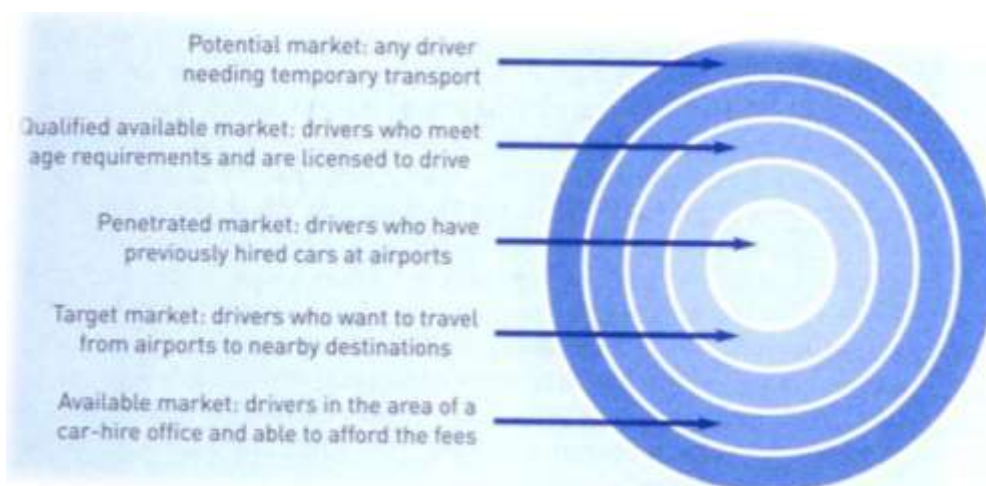 Potential market: any driver
needing temporary transport
Qualified available market: drivers who meet
age requirements and are licensed to drive
Penetrated market: drivers who have
previously hired cars at airports
Target market: drivers who want to travel
from airports to nearby destinations
Available market: drivers in the area of a
car-hire office and able to afford the fees